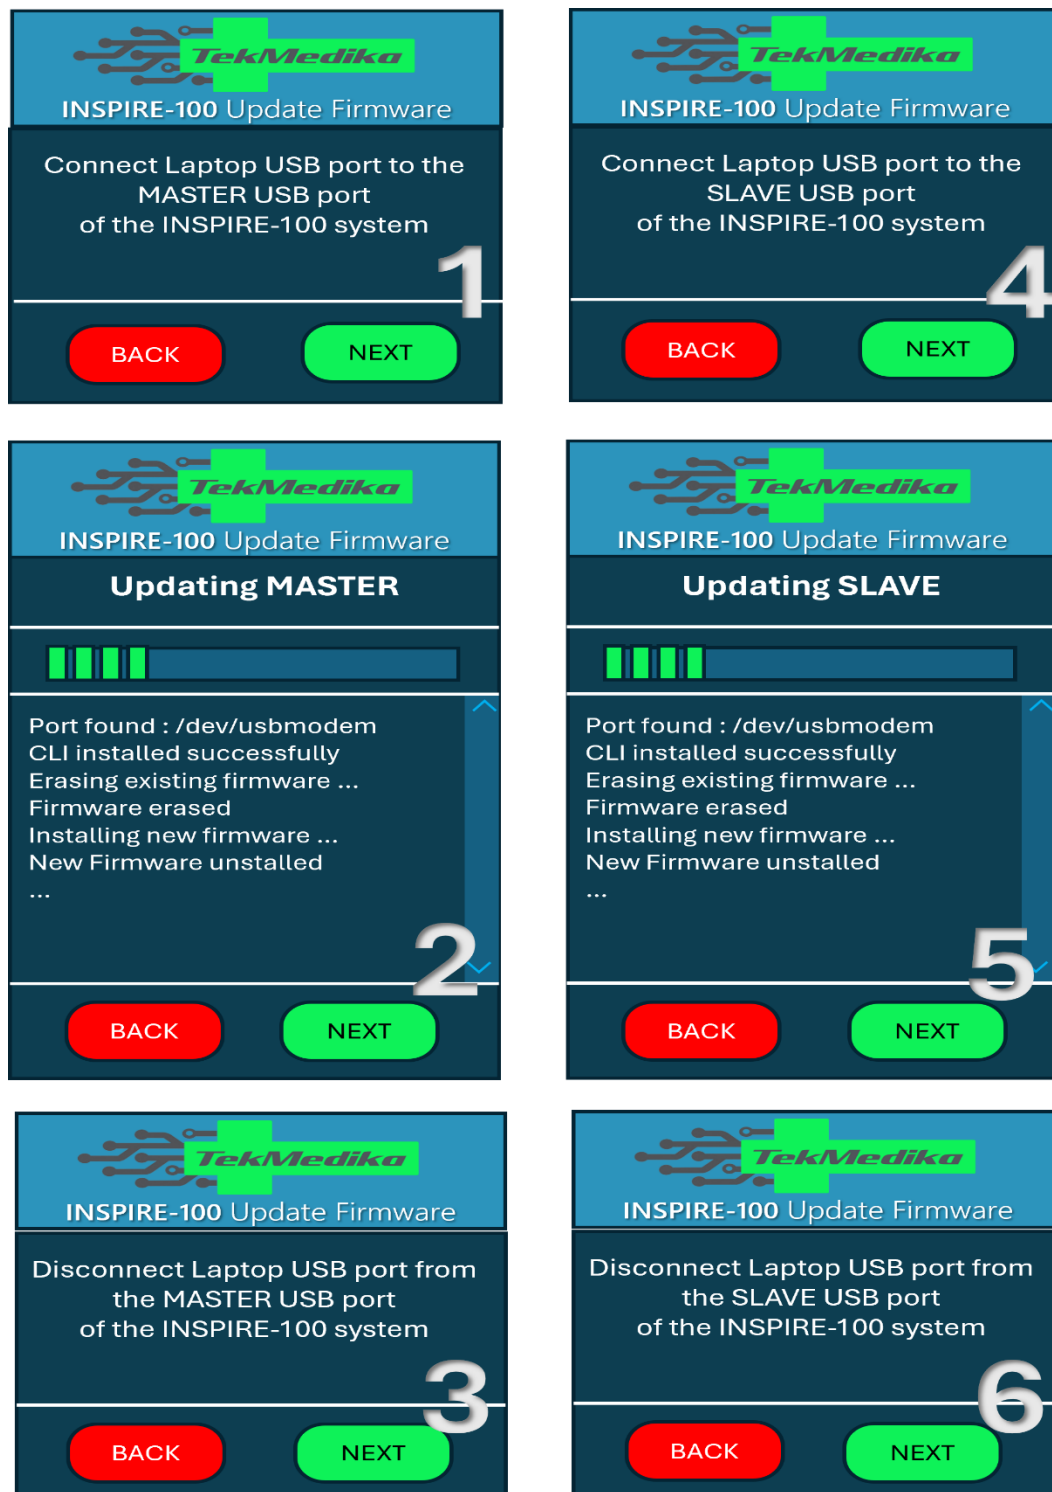 TekMedika
INSPIRE-100 Update Firmware
Connect Laptop USB port to the
MASTER USB port
of the INSPIRE-100 system
1
BACK
NEXT
TekMedika
INSPIRE-100 Update Firmware
Updating MASTER
Port found : /dev/usbmodem
CLI installed successfully
Erasing existing firmware ...
Firmware erased
Installing new firmware ...
New Firmware unstalled
...
2
BACK
NEXT
TekMedika
INSPIRE-100 Update Firmware
Disconnect Laptop USB port from
the MASTER USB port
of the INSPIRE-100 system
3
BACK
NEXT
TekMedika
INSPIRE-100 Update Firmware
Connect Laptop USB port to the
SLAVE USB port
of the INSPIRE-100 system
4
BACK
NEXT
TekMedika
INSPIRE-100 Update Firmware
Updating SLAVE
Port found : /dev/usbmodem
CLI installed successfully
Erasing existing firmware ...
Firmware erased
Installing new firmware ...
New Firmware unstalled
...
5
BACK
NEXT
TekMedika
INSPIRE-100 Update Firmware
Disconnect Laptop USB port from
the SLAVE USB port
of the INSPIRE-100 system
6
BACK
NEXT